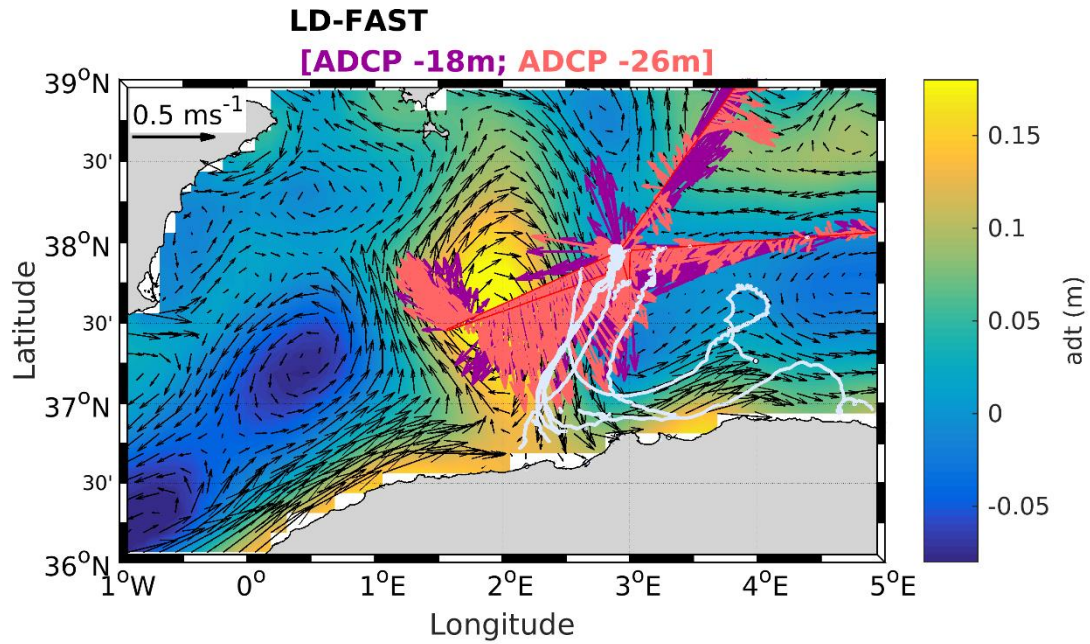 LD-FAST
[ADCP -18m; ADCP -26m]
0.5 ms⁻¹
39°N
30'
38°N
30'
37°N
30'
36°N
1°W
0°
1°E
2°E
3°E
4°E
5°E
Latitude
Longitude
0.15
0.1
0.05
0
-0.05
adt (m)